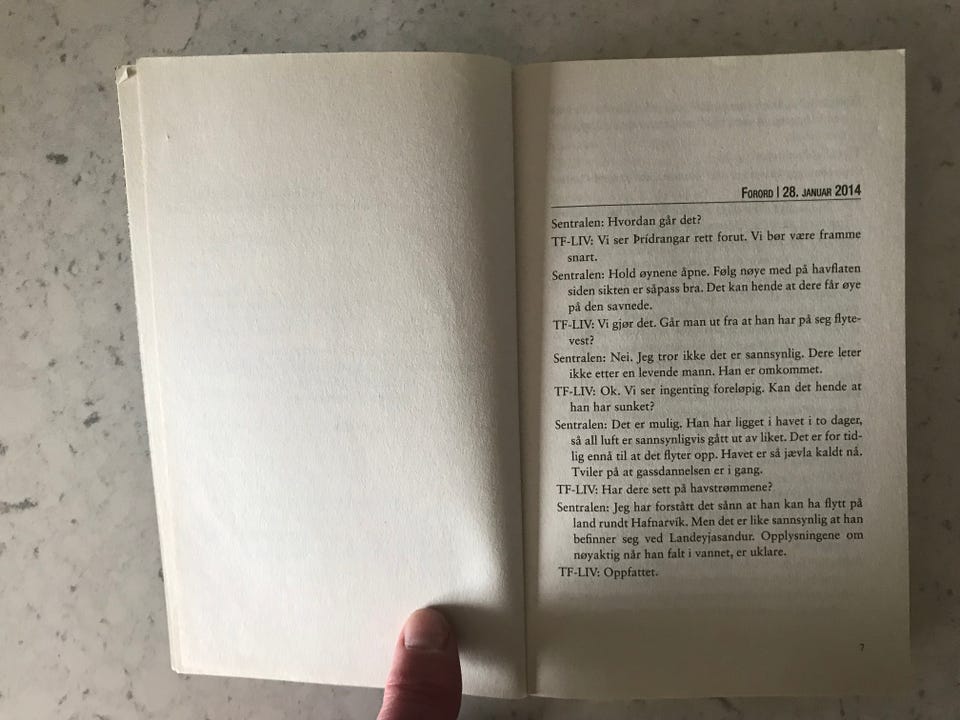 FORORD | 28. JANUAR 2014
Sentralen: Hvordan går det?
TF-LIV: Vi ser Þrídrangar rett forut. Vi bør være framme
snart.
Sentralen: Hold øynene åpne. Følg nøye med på havflaten
siden sikten er såpass bra. Det kan hende at dere får øye
på den savnede.
TF-LIV: Vi gjør det. Går man ut fra at han har på seg flyte-
vest?
Sentralen: Nei. Jeg tror ikke det er sannsynlig. Dere leter
ikke etter en levende mann. Han er omkommet.
TF-LIV: Ok. Vi ser ingenting foreløpig. Kan det hende at
han har sunket?
Sentralen: Det er mulig. Han har ligget i havet i to dager,
så all luft er sannsynligvis gått ut av liket. Det er for tid-
lig ennå til at det flyter opp. Havet er så jævla kaldt nå.
Tviler på at gassdannelsen er i gang.
TF-LIV: Har dere sett på havstrømmene?
Sentralen: Jeg har forstått det sånn at han kan ha flytt på
land rundt Hafnarvík. Men det er like sannsynlig at han
befinner seg ved Landeyjasandur. Opplysningene om
nøyaktig når han falt i vannet, er uklare.
TF-LIV: Oppfattet.
7